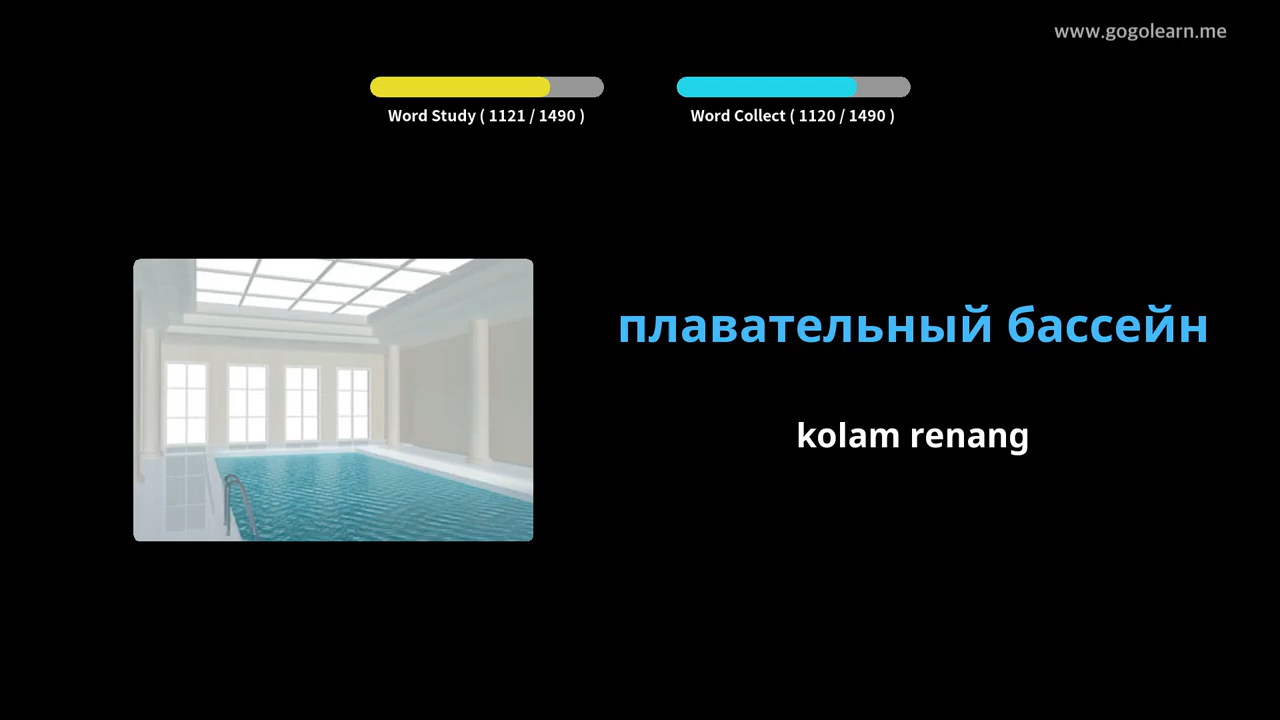 www.gogolearn.me
Word Study ( 1121 / 1490 )
Word Collect ( 1120 / 1490 )
плавательный бассейн
kolam renang